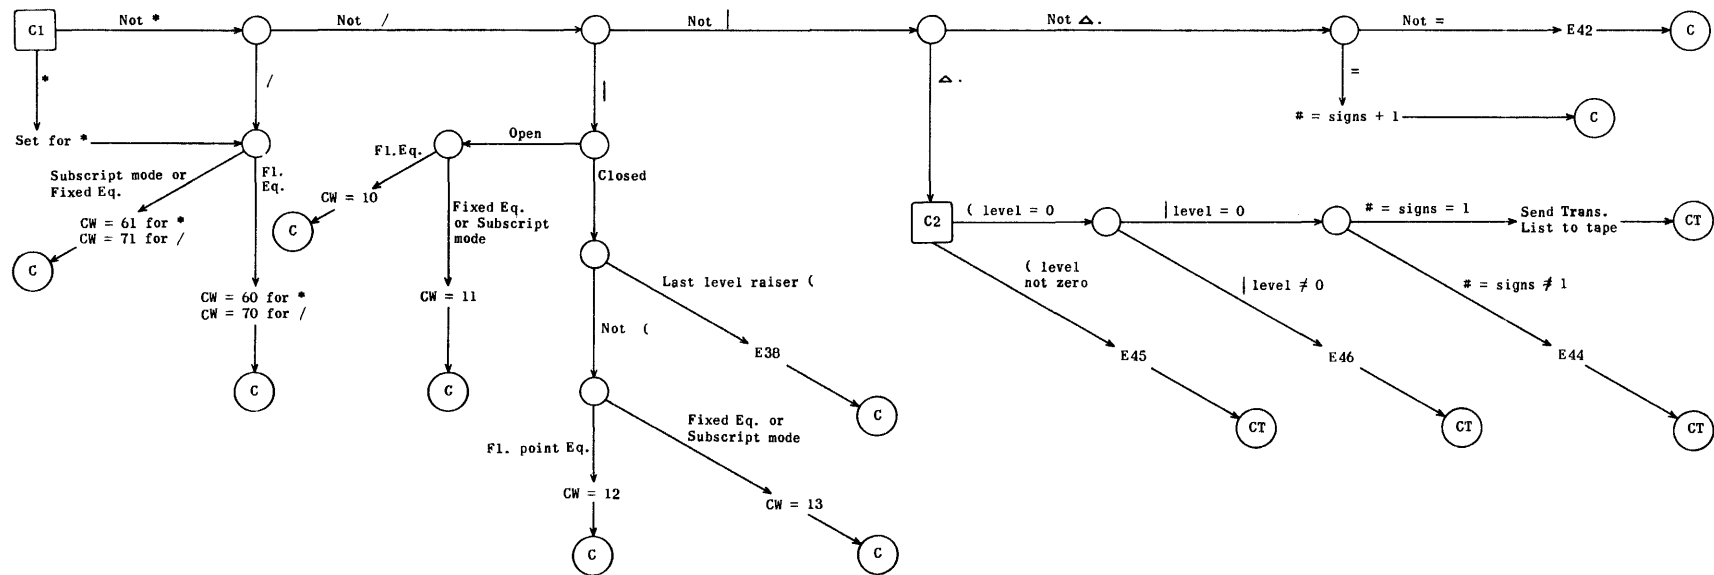 C1
Not *
Not /
Not |
Not Δ.
Not =
E42
C
*
/
|
Δ.
=
# = signs + 1
C
Set for *
Open
Fl.Eq.
Closed
Subscript mode or
Fixed Eq.
Fl.
Eq.
CW = 10
C
Fixed Eq.
or Subscript
mode
CW = 61 for *
CW = 71 for /
C
C2
( level = 0
| level = 0
# = signs = 1
Send Trans.
List to tape
CT
( level
not zero
| level ≠ 0
# = signs ≠ 1
CW = 60 for *
CW = 70 for /
CW = 11
Last level raiser (
Not (
E38
E45
E46
E44
C
C
C
CT
CT
CT
Fl. point Eq.
Fixed Eq. or
Subscript mode
CW = 12
CW = 13
C
C